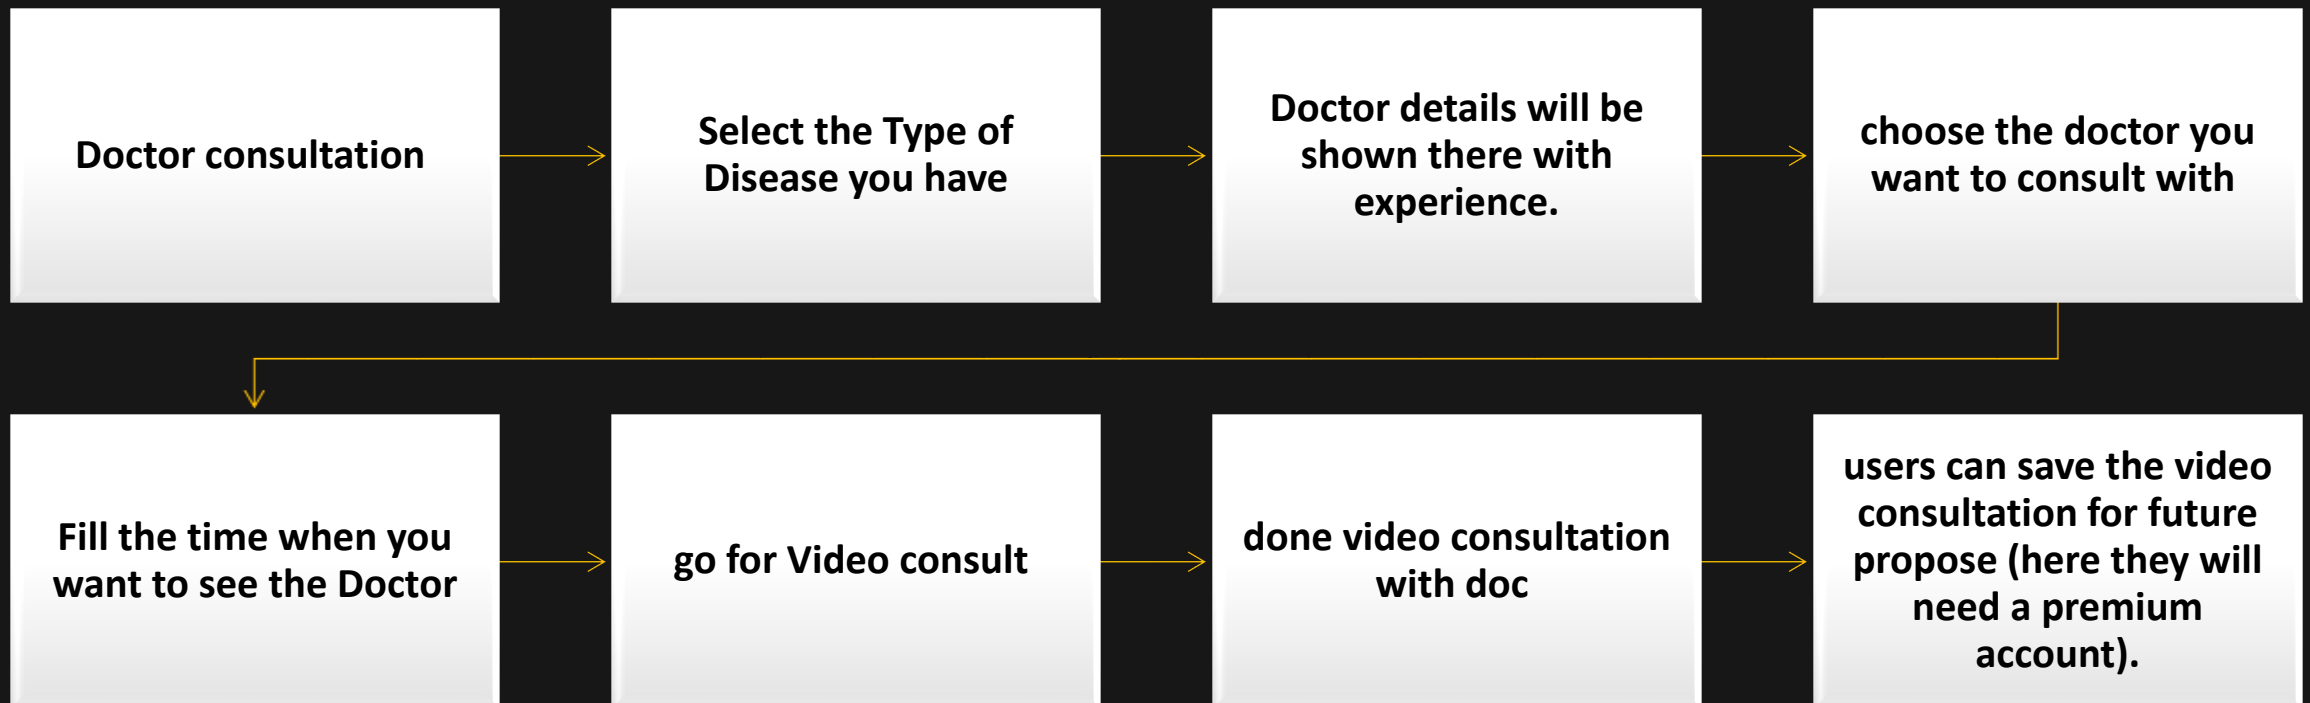 Doctor consultation
Select the Type of
Disease you have
Doctor details will be
shown there with
experience.
choose the doctor you
want to consult with
Fill the time when you
want to see the Doctor
go for Video consult
done video consultation
with doc
users can save the video
consultation for future
propose (here they will
need a premium
account).